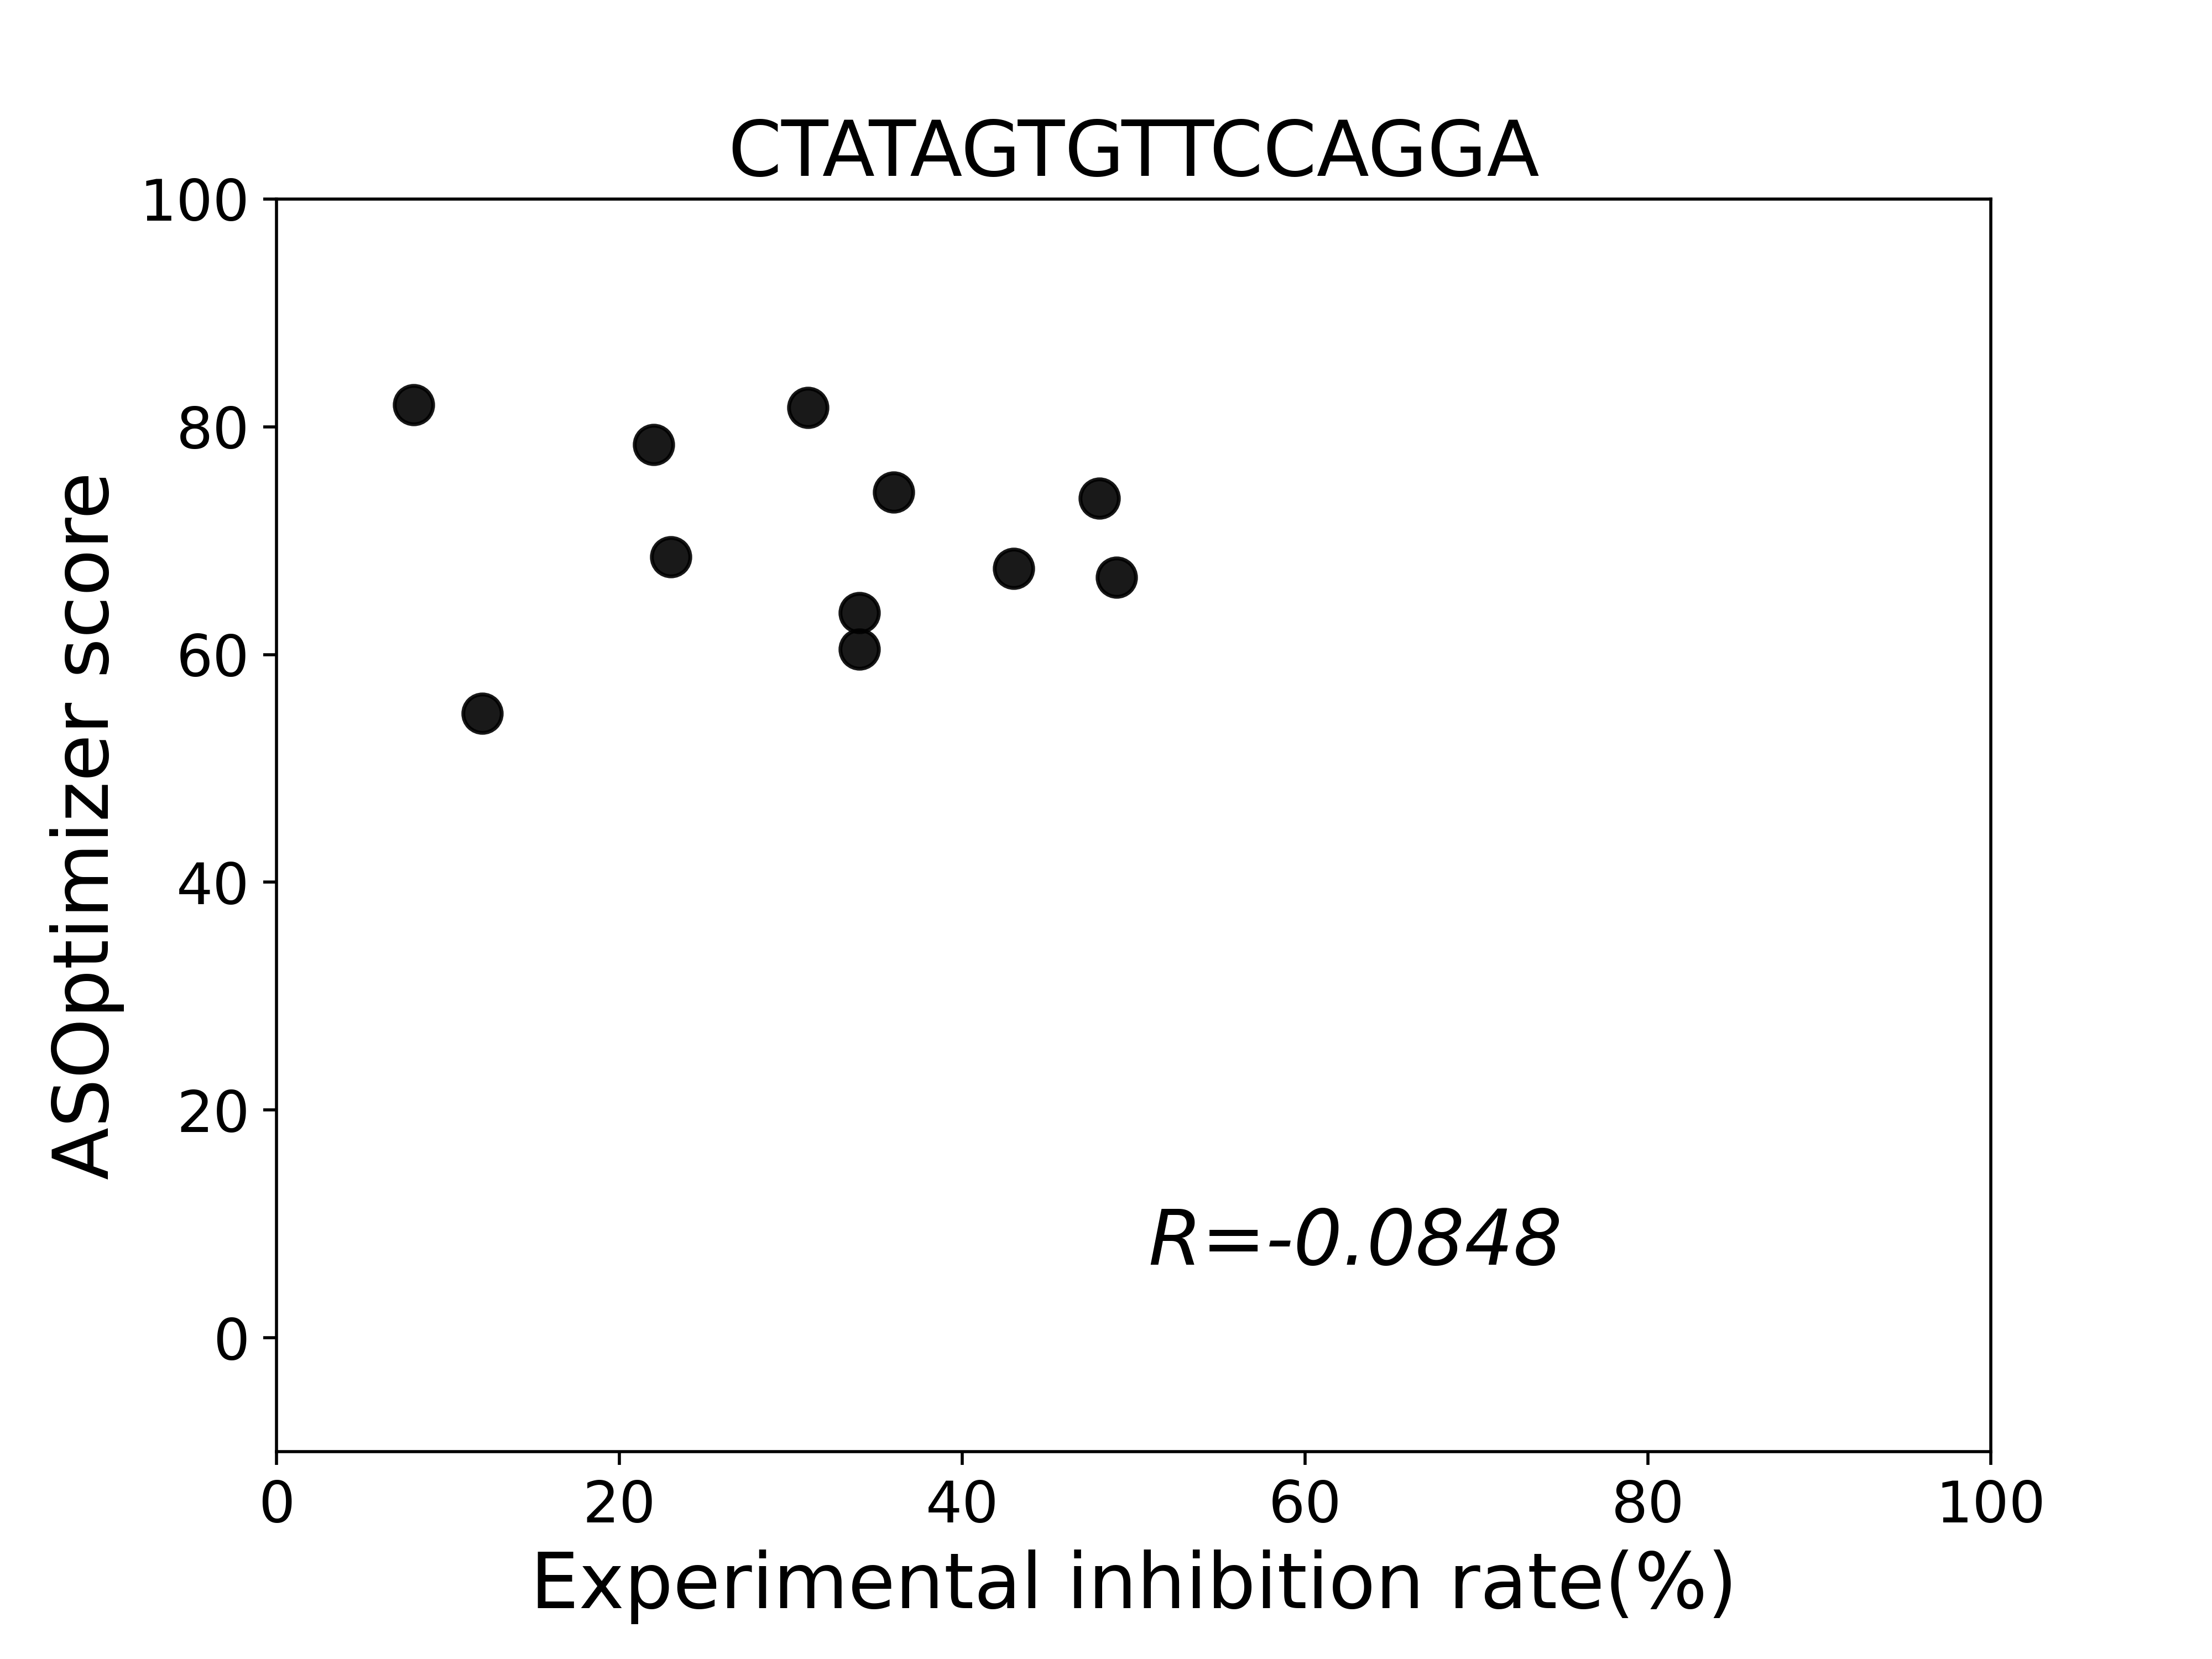 CTATAGTGTTCCAGGA
100
80
60
40
20
0
ASOptimizer score
R=-0.0848
0 20 40 60 80 100
Experimental inhibition rate(%)